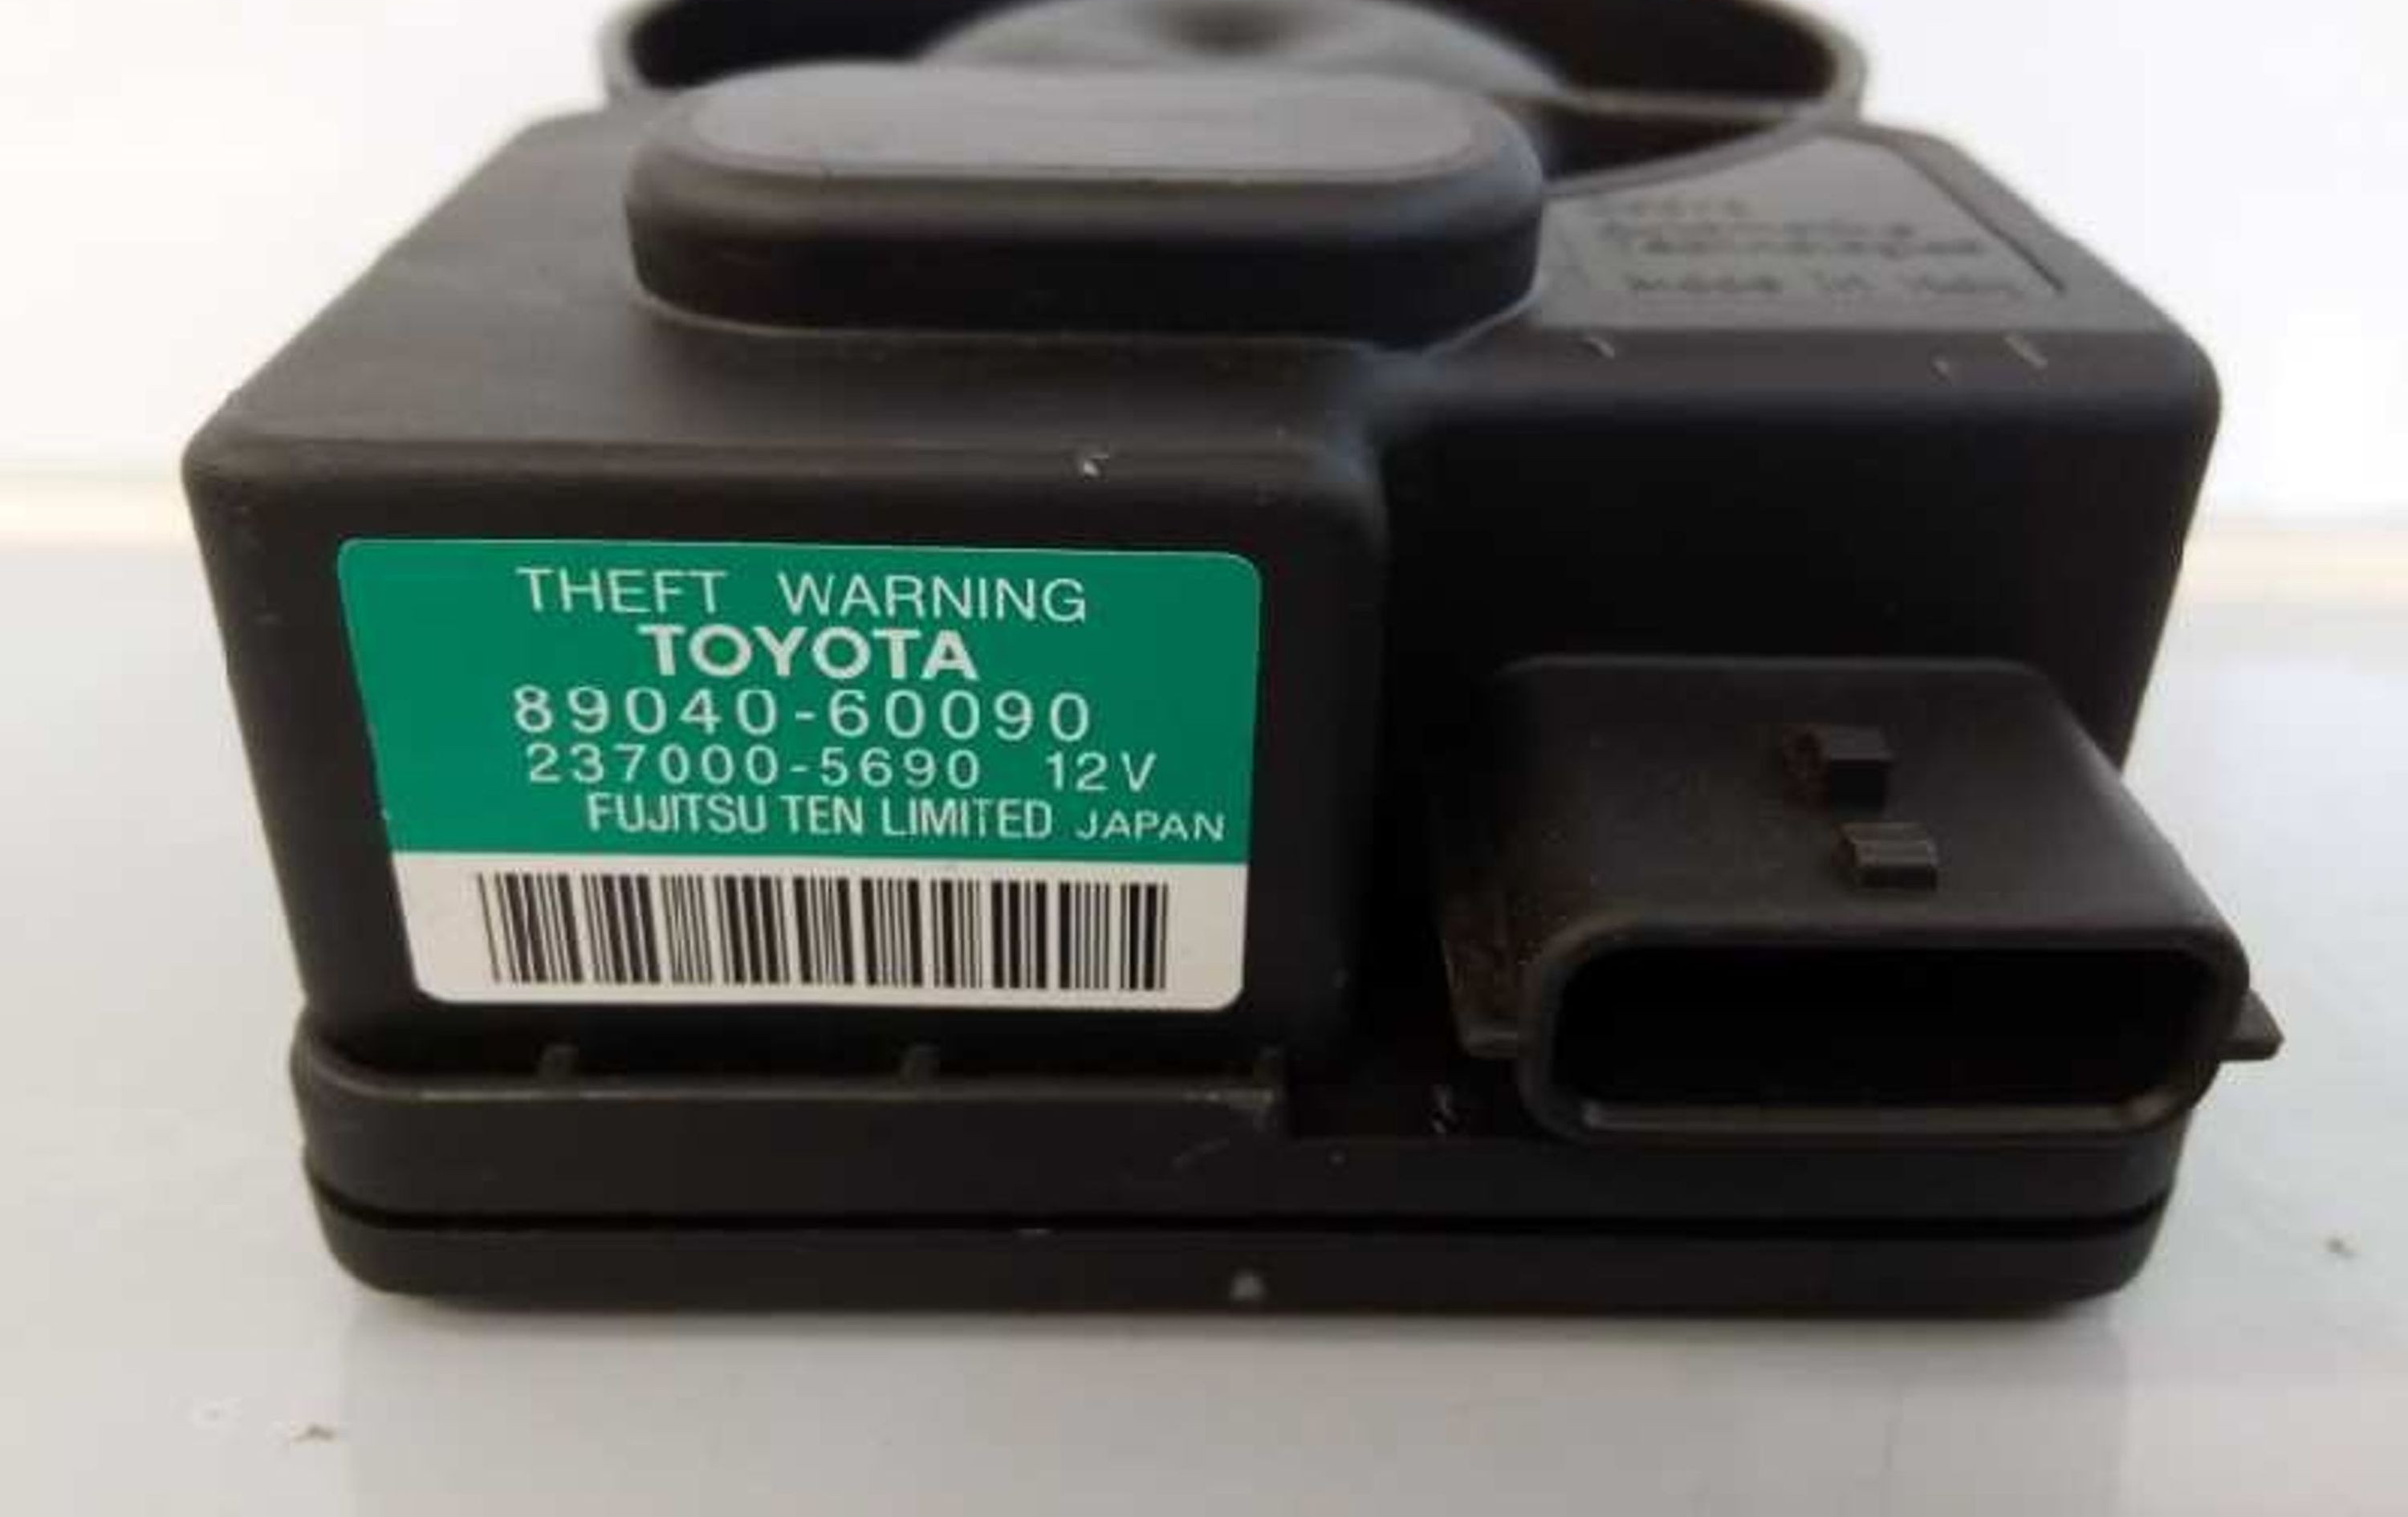 THEFT WARNING
TOYOTA
89040-60090
237000-5690 12V
FUJITSU TEN LIMITED JAPAN